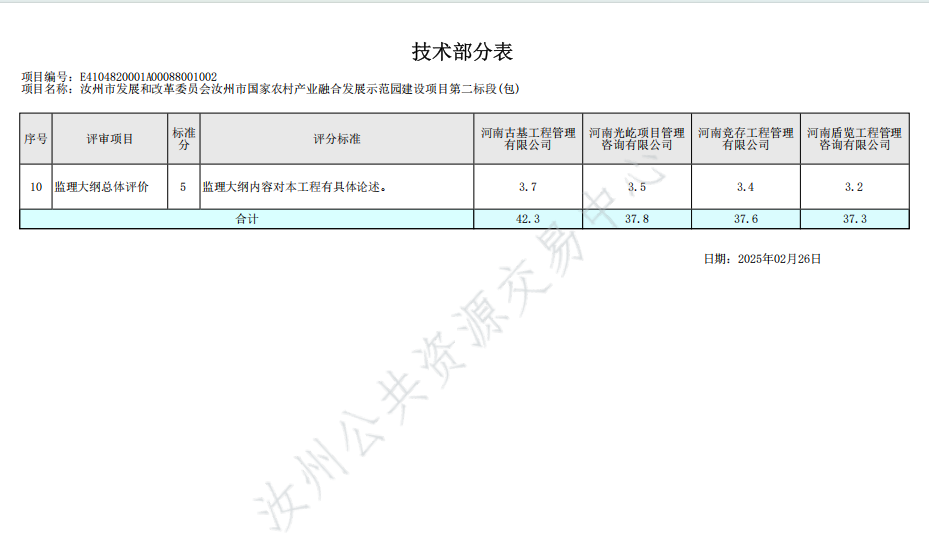 技术部分表
项目编号：E4104820001A00088001002
项目名称：汝州市发展和改革委员会汝州市国家农村产业融合发展示范园建设项目第二标段(包)
序号 评审项目 标准分 评分标准 河南古基工程管理有限公司 河南光屹项目管理咨询有限公司 河南竞存工程管理有限公司 河南盾览工程管理咨询有限公司
10 监理大纲总体评价 5 监理大纲内容对本工程有具体论述。 3.7 3.5 3.4 3.2
合计 42.3 37.8 37.6 37.3
日期：2025年02月26日
汝州公共资源交易中心